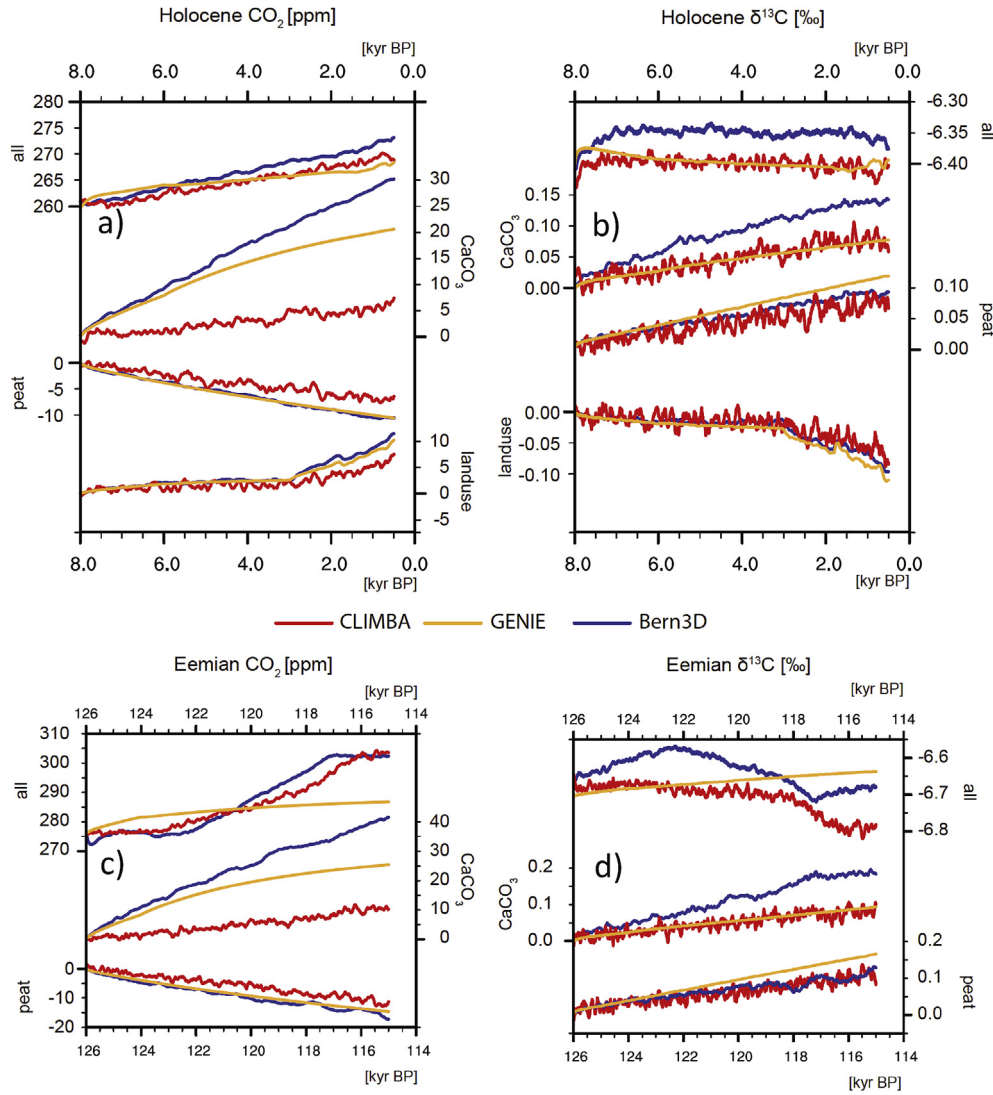 Holocene CO₂ [ppm]
[kyr BP]
8.0 6.0 4.0 2.0 0.0
280
275
270
265
260
all
30
25
20
15
10
5
0
CaCO₃
a)
0
-5
-10
peat
10
5
0
-5
landuse
8.0 6.0 4.0 2.0 0.0
[kyr BP]
Holocene δ¹³C [‰]
[kyr BP]
8.0 6.0 4.0 2.0 0.0
-6.30
-6.35
-6.40
all
0.15
0.10
0.05
0.00
CaCO₃
b)
0.10
0.05
0.00
peat
0.00
-0.05
-0.10
landuse
8.0 6.0 4.0 2.0 0.0
[kyr BP]
CLIMBA GENIE Bern3D
Eemian CO₂ [ppm]
[kyr BP]
126 124 122 120 118 116 114
310
300
290
280
270
all
40
30
20
10
0
CaCO₃
c)
0
-10
-20
peat
126 124 122 120 118 116 114
[kyr BP]
Eemian δ¹³C [‰]
[kyr BP]
126 124 122 120 118 116 114
-6.6
-6.7
-6.8
all
0.2
0.1
0.0
CaCO₃
d)
0.2
0.1
0.0
peat
126 124 122 120 118 116 114
[kyr BP]